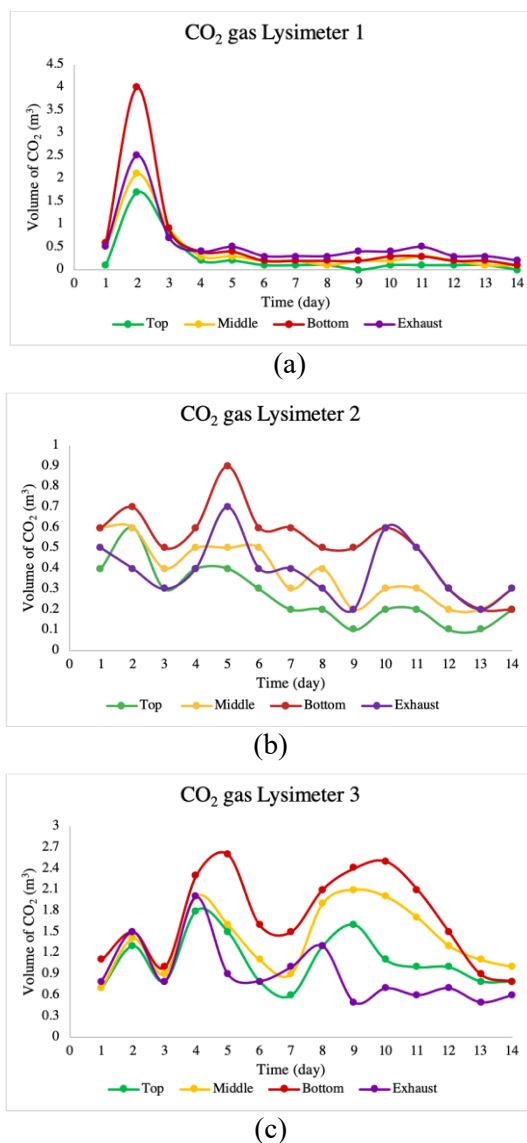 CO₂ gas Lysimeter 1
4.5
4
3.5
3
2.5
2
1.5
1
0.5
0
Volume of CO₂ (m³)
0 1 2 3 4 5 6 7 8 9 10 11 12 13 14
Time (day)
Top Middle Bottom Exhaust
(a)
CO₂ gas Lysimeter 2
1
0.9
0.8
0.7
0.6
0.5
0.4
0.3
0.2
0.1
0
Volume of CO₂ (m³)
0 1 2 3 4 5 6 7 8 9 10 11 12 13 14
Time (day)
Top Middle Bottom Exhaust
(b)
CO₂ gas Lysimeter 3
3
2.7
2.4
2.1
1.8
1.5
1.2
0.9
0.6
0.3
0
Volume of CO₂ (m³)
0 1 2 3 4 5 6 7 8 9 10 11 12 13 14
Time (day)
Top Middle Bottom Exhaust
(c)